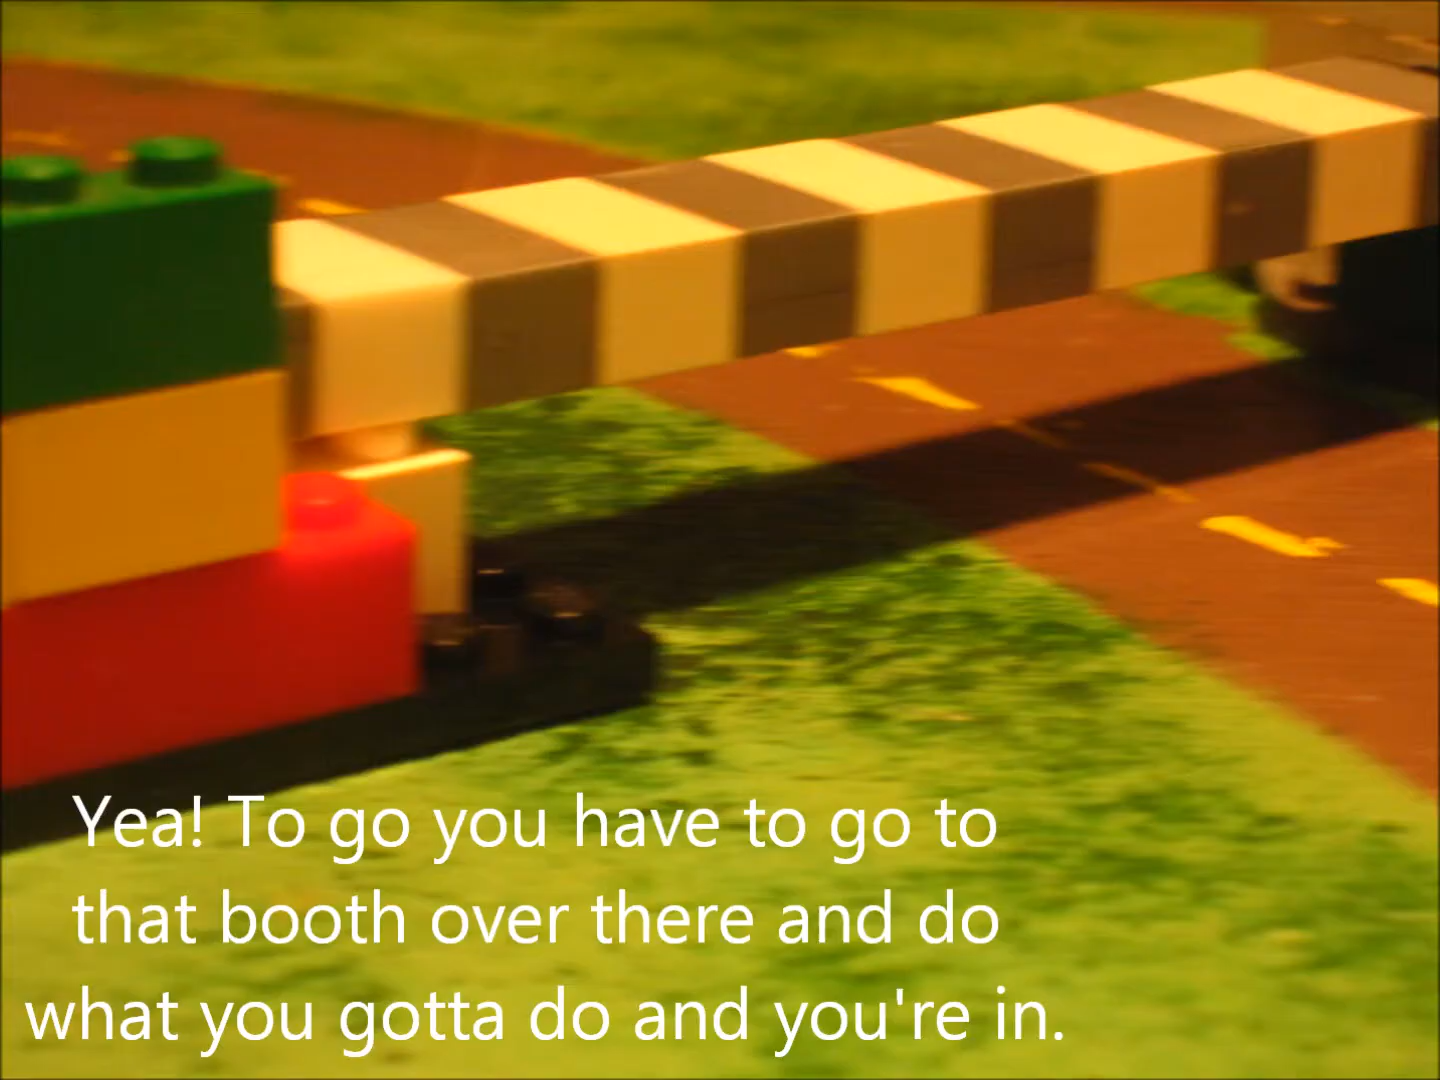 Yea! To go you have to go to
that booth over there and do
what you gotta do and you're in.